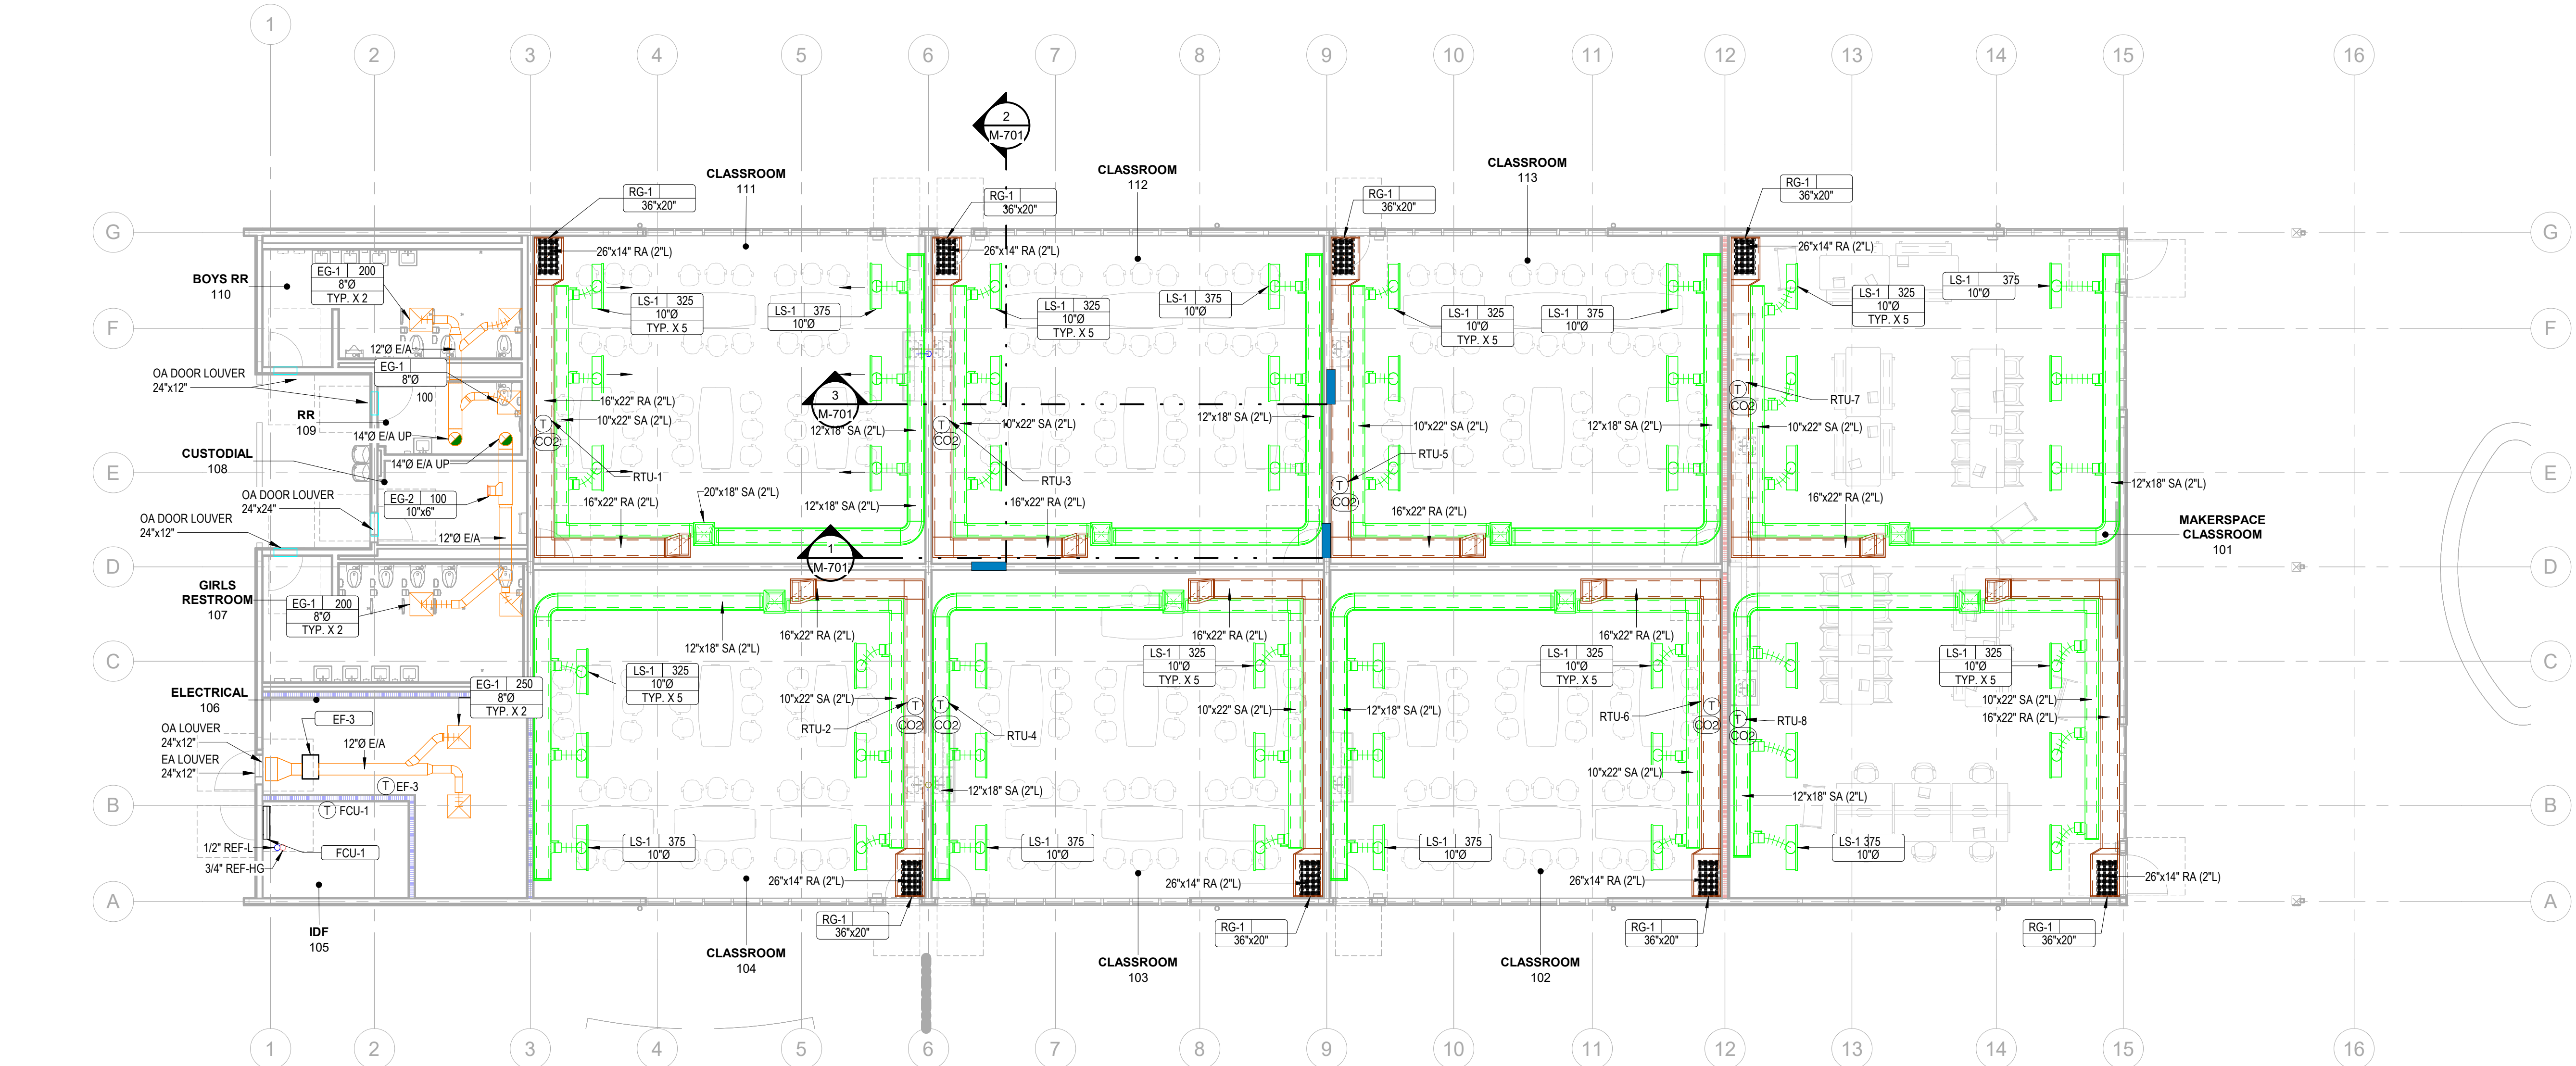 1
2 3 4 5 6 7 8 9 10 11 12 13 14 15 16
2
M-701
CLASSROOM
111
CLASSROOM
112
CLASSROOM
113
RG-1
36"x20"
RG-1
36"x20"
RG-1
36"x20"
RG-1
36"x20"
G
G
26"x14" RA (2"L)
26"x14" RA (2"L)
26"x14" RA (2"L)
BOYS RR
110
EG-1 200
8"Ø
TYP. X 2
LS-1 325
10"Ø
TYP. X 5
LS-1 375
10"Ø
LS-1 325
10"Ø
TYP. X 5
LS-1 375
10"Ø
LS-1 325
10"Ø
TYP. X 5
LS-1 375
10"Ø
LS-1 325
10"Ø
TYP. X 5
LS-1 375
10"Ø
F
F
12"Ø E/A
EG-1
8"Ø
100
OA DOOR LOUVER
24"x12"
RR
109
14"Ø E/A UP
14"Ø E/A UP
3
M-701
16"x22" RA (2"L)
10"x22" SA (2"L)
12"x18" SA (2"L)
10"x22" SA (2"L)
12"x18" SA (2"L)
10"x22" SA (2"L)
12"x18" SA (2"L)
10"x22" SA (2"L)
T
CO2
T
CO2
T
CO2
T
CO2
RTU-1
RTU-3
RTU-5
RTU-7
CUSTODIAL
108
E
E
OA DOOR LOUVER
24"x24"
EG-2 100
10"x6"
OA DOOR LOUVER
24"x12"
12"Ø E/A
16"x22" RA (2"L)
20"x18" SA (2"L)
12"x18" SA (2"L)
16"x22" RA (2"L)
16"x22" RA (2"L)
16"x22" RA (2"L)
12"x18" SA (2"L)
MAKERSPACE
CLASSROOM
101
1
M-701
D
D
GIRLS
RESTROOM
107
EG-1 200
8"Ø
TYP. X 2
12"x18" SA (2"L)
16"x22" RA (2"L)
16"x22" RA (2"L)
16"x22" RA (2"L)
C
C
LS-1 325
10"Ø
TYP. X 5
LS-1 325
10"Ø
TYP. X 5
LS-1 325
10"Ø
TYP. X 5
LS-1 325
10"Ø
TYP. X 5
ELECTRICAL
106
EG-1 250
8"Ø
TYP. X 2
EF-3
OA LOUVER
24"x12"
EA LOUVER
24"x12"
12"Ø E/A
T EF-3
T FCU-1
10"x22" SA (2"L)
RTU-2
T
CO2
T
CO2
RTU-4
10"x22" SA (2"L)
12"x18" SA (2"L)
RTU-6
T
CO2
T
CO2
RTU-8
10"x22" SA (2"L)
16"x22" RA (2"L)
10"x22" SA (2"L)
12"x18" SA (2"L)
12"x18" SA (2"L)
B
B
1/2" REF-L
3/4" REF-HG
FCU-1
LS-1 375
10"Ø
LS-1 375
10"Ø
LS-1 375
10"Ø
LS-1 375
10"Ø
26"x14" RA (2"L)
26"x14" RA (2"L)
26"x14" RA (2"L)
26"x14" RA (2"L)
A
A
RG-1
36"x20"
RG-1
36"x20"
RG-1
36"x20"
RG-1
36"x20"
IDF
105
CLASSROOM
104
CLASSROOM
103
CLASSROOM
102
1 2 3 4 5 6 7 8 9 10 11 12 13 14 15 16